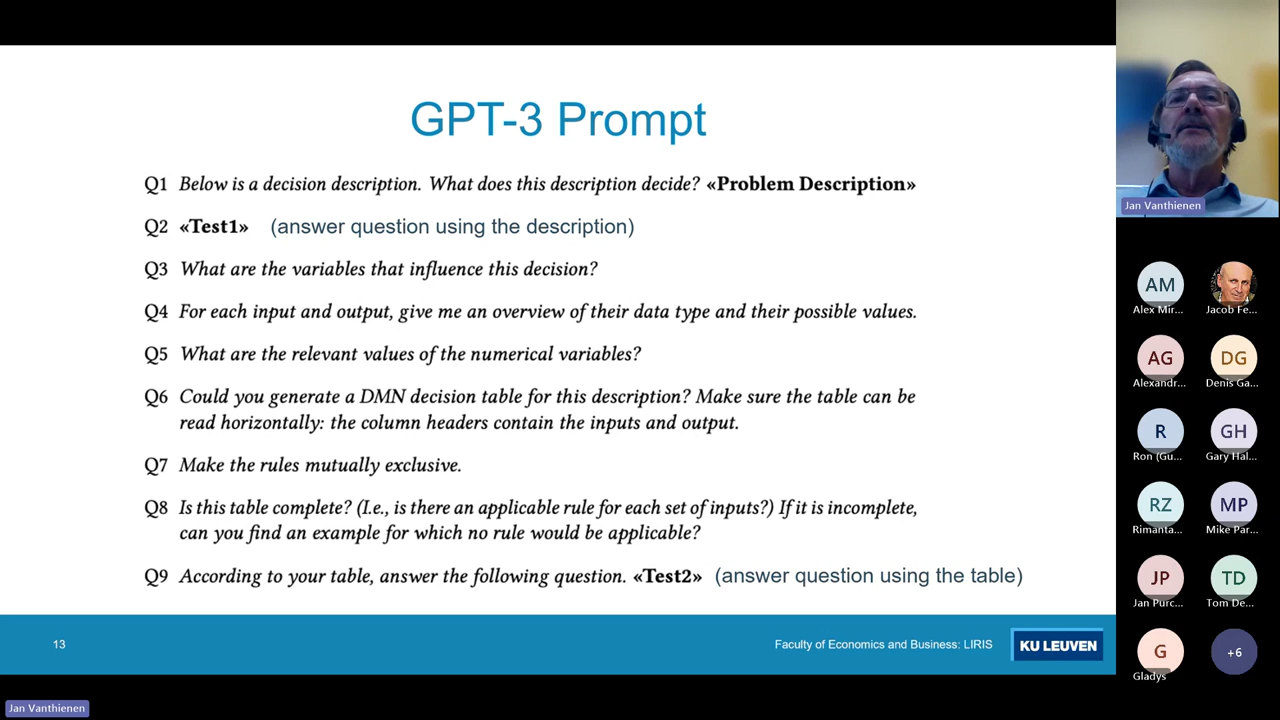 GPT-3 Prompt
Q1 Below is a decision description. What does this description decide? «Problem Description»
Q2 «Test1» (answer question using the description)
Q3 What are the variables that influence this decision?
Q4 For each input and output, give me an overview of their data type and their possible values.
Q5 What are the relevant values of the numerical variables?
Q6 Could you generate a DMN decision table for this description? Make sure the table can be
read horizontally: the column headers contain the inputs and output.
Q7 Make the rules mutually exclusive.
Q8 Is this table complete? (I.e., is there an applicable rule for each set of inputs?) If it is incomplete,
can you find an example for which no rule would be applicable?
Q9 According to your table, answer the following question. «Test2» (answer question using the table)
13
Faculty of Economics and Business: LIRIS
KU LEUVEN
Jan Vanthienen
Jan Vanthienen
AM
Alex Mir...
Jacob Fe...
AG
Alexandr...
DG
Denis Ga...
R
Ron (Gu...
GH
Gary Hal...
RZ
Rimanta...
MP
Mike Par...
JP
Jan Purc...
TD
Tom De...
G
Gladys
+6